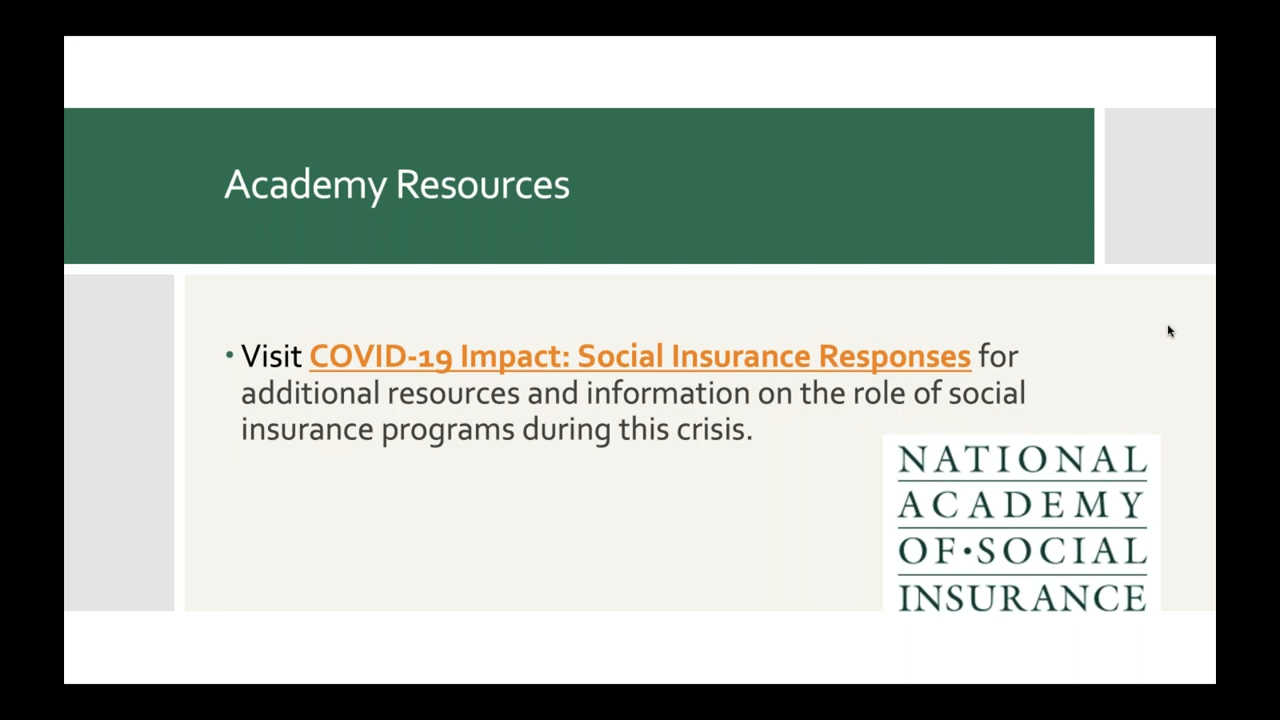 Academy Resources
• Visit COVID-19 Impact: Social Insurance Responses for
additional resources and information on the role of social
insurance programs during this crisis.
NATIONAL
ACADEMY
OF•SOCIAL
INSURANCE